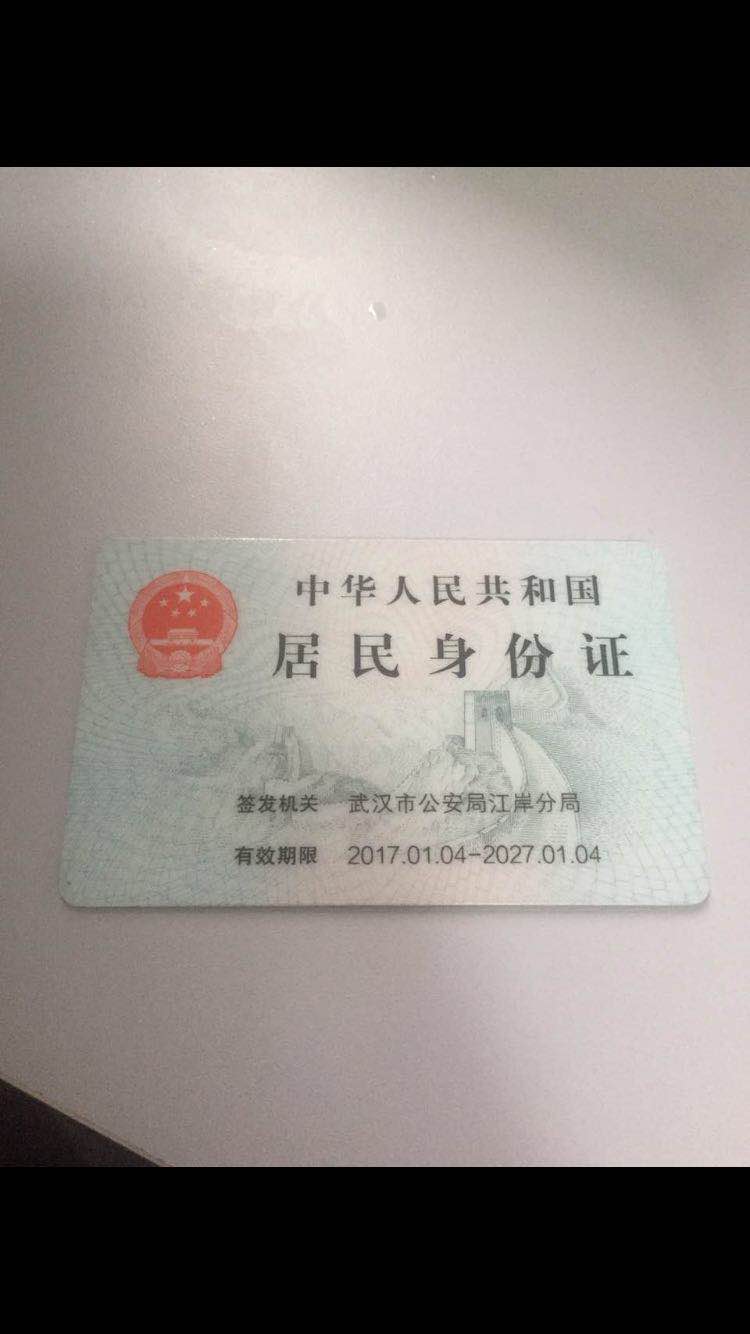 中华人民共和国
居民身份证
签发机关 武汉市公安局江岸分局
有效期限 2017.01.04-2027.01.04